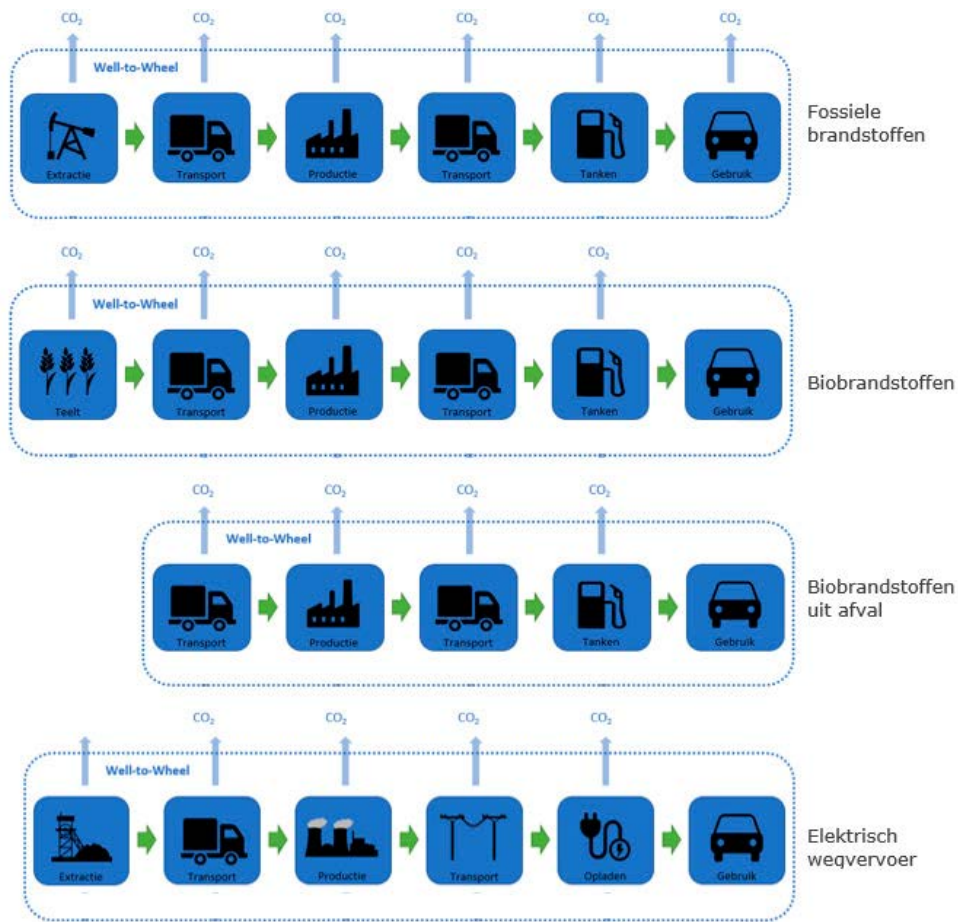 CO₂ CO₂ CO₂ CO₂ CO₂ CO₂
Well-to-Wheel
Extractie Transport Productie Transport Tanken Gebruik
Fossiele
brandstoffen
CO₂ CO₂ CO₂ CO₂ CO₂
Well-to-Wheel
Teelt Transport Productie Transport Tanken Gebruik
Biobrandstoffen
CO₂ CO₂ CO₂ CO₂
Well-to-Wheel
Transport Productie Transport Tanken Gebruik
Biobrandstoffen
uit afval
CO₂ CO₂ CO₂ CO₂
Well-to-Wheel
Extractie Transport Productie Transport Opladen Gebruik
Elektrisch
wegvervoer